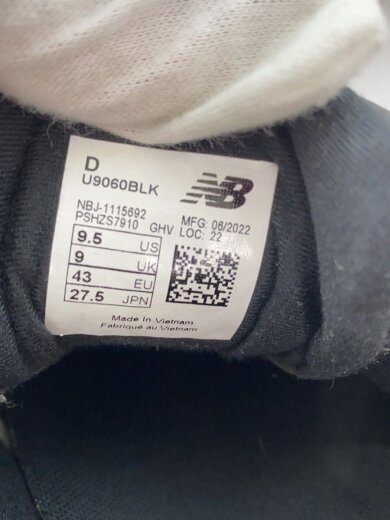 D
U9060BLK
NB
NBJ-1115692
PSHZS7910 GHV
MFG: 06/2022
LOC: 22
9.5 US
9 UK
43 EU
27.5 JPN
Made in Vietnam
Fabriqué au Vietnam